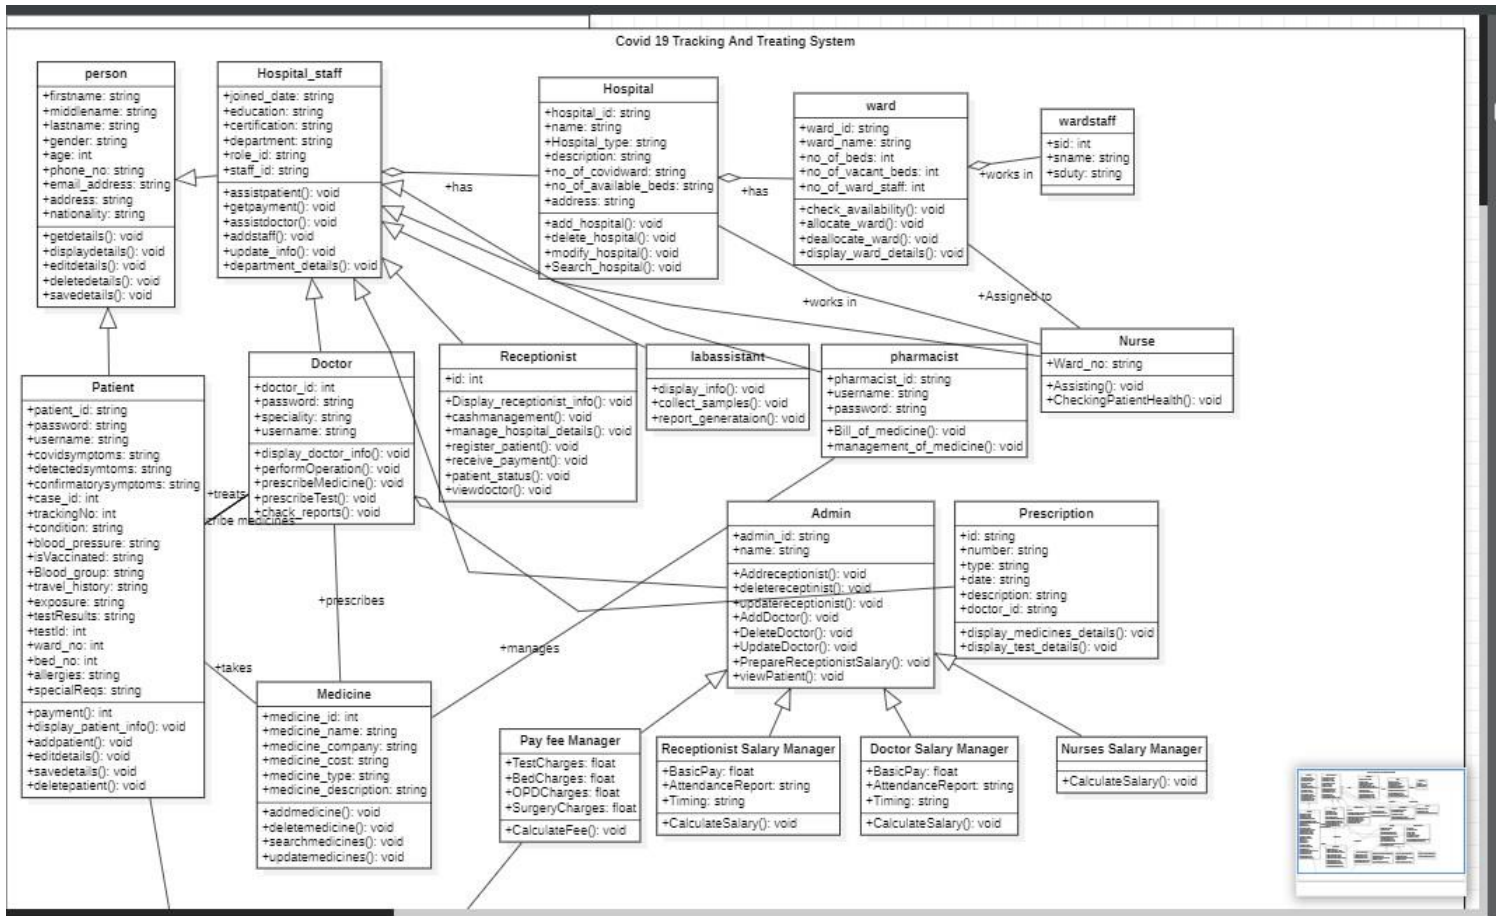 Covid 19 Tracking And Treating System
person
+firstname: string
+middlename: string
+lastname: string
+gender: string
+age: int
+phone_no: string
+email_address: string
+address: string
+nationality: string
+getdetails(): void
+displaydetails(): void
+editdetails(): void
+deletedetails(): void
+savedetails(): void
Hospital_staff
+joined_date: string
+education: string
+certification: string
+department: string
+role_id: string
+staff_id: string
+assistpatient(): void
+getpayment(): void
+assistdoctor(): void
+addstaff(): void
+update_info(): void
+department_details(): void
+has
Hospital
+hospital_id: string
+name: string
+Hospital_type: string
+description: string
+no_of_covidward: string
+no_of_available_beds: string
+address: string
+add_hospital(): void
+delete_hospital(): void
+modify_hospital(): void
+Search_hospital(): void
+has
ward
+ward_id: string
+ward_name: string
+no_of_beds: int
+no_of_vacant_beds: int
+no_of_ward_staff: int
+check_availability(): void
+allocate_ward(): void
+deallocate_ward(): void
+display_ward_details(): void
+works in
wardstaff
+sid: int
+sname: string
+sduty: string
+works in
+Assigned to
Patient
+patient_id: string
+password: string
+username: string
+covidsymptoms: string
+detectedsymtoms: string
+confirmatorysymptoms: string
+case_id: int
+trackingNo: int
+condition: string
+blood_pressure: string
+isVaccinated: string
+Blood_group: string
+travel_history: string
+exposure: string
+testResults: string
+testId: int
+ward_no: int
+bed_no: int
+allergies: string
+specialReqs: string
+payment(): int
+display_patient_info(): void
+addpatient(): void
+editdetails(): void
+savedetails(): void
+deletepatient(): void
+treats
cribe medicines
Doctor
+doctor_id: int
+password: string
+speciality: string
+username: string
+display_doctor_info(): void
+performOperation(): void
+prescribeMedicine(): void
+prescribeTest(): void
+chack_reports(): void
Receptionist
+id: int
+Display_receptionist_info(): void
+cashmanagement(): void
+manage_hospital_details(): void
+register_patient(): void
+receive_payment(): void
+patient_status(): void
+viewdoctor(): void
labassistant
+display_info(): void
+collect_samples(): void
+report_generataion(): void
pharmacist
+pharmacist_id: string
+username: string
+password: string
+Bill_of_medicine(): void
+management_of_medicine(): void
Nurse
+Ward_no: string
+Assisting(): void
+CheckingPatientHealth(): void
+prescribes
+takes
+manages
Admin
+admin_id: string
+name: string
+Addreceptionist(): void
+deletereceptinist(): void
+updatereceptionist(): void
+AddDoctor(): void
+DeleteDoctor(): void
+UpdateDoctor(): void
+PrepareReceptionistSalary(): void
+viewPatient(): void
Prescription
+id: string
+number: string
+type: string
+date: string
+description: string
+doctor_id: string
+display_medicines_details(): void
+display_test_details(): void
Medicine
+medicine_id: int
+medicine_name: string
+medicine_company: string
+medicine_cost: string
+medicine_type: string
+medicine_description: string
+addmedicine(): void
+deletemedicine(): void
+searchmedicines(): void
+updatemedicines(): void
Pay fee Manager
+TestCharges: float
+BedCharges: float
+OPDCharges: float
+SurgeryCharges: float
+CalculateFee(): void
Receptionist Salary Manager
+BasicPay: float
+AttendanceReport: string
+Timing: string
+CalculateSalary(): void
Doctor Salary Manager
+BasicPay: float
+AttendanceReport: string
+Timing: string
+CalculateSalary(): void
Nurses Salary Manager
+CalculateSalary(): void